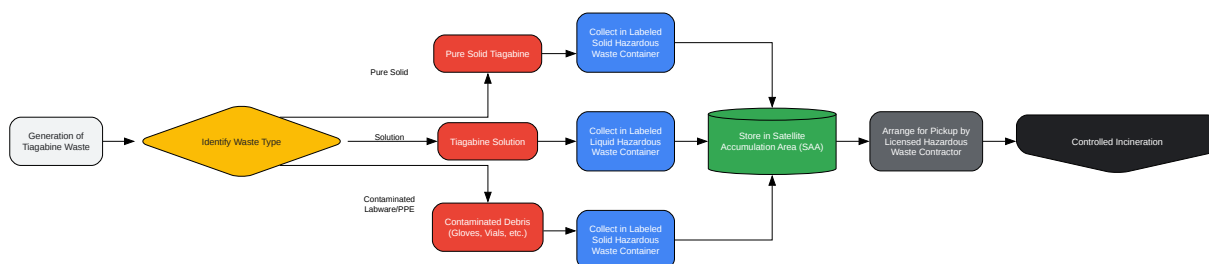 Generation of
Tiagabine Waste
Identify Waste Type
Pure Solid
Solution
Contaminated
Labware/PPE
Pure Solid Tiagabine
Tiagabine Solution
Contaminated Debris
(Gloves, Vials, etc.)
Collect in Labeled
Solid Hazardous
Waste Container
Collect in Labeled
Liquid Hazardous
Waste Container
Collect in Labeled
Solid Hazardous
Waste Container
Store in Satellite
Accumulation Area (SAA)
Arrange for Pickup by
Licensed Hazardous
Waste Contractor
Controlled Incineration